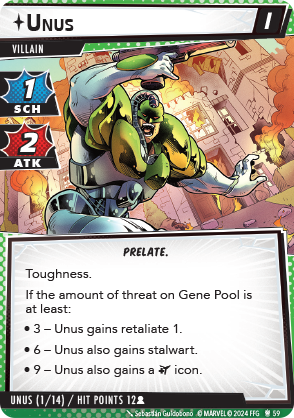 UNUS
I
VILLAIN
1
SCH
2
ATK
PRELATE.
Toughness.
If the amount of threat on Gene Pool is
at least:
• 3 – Unus gains retaliate 1.
• 6 – Unus also gains stalwart.
• 9 – Unus also gains a icon.
UNUS (1/14) / HIT POINTS 12
Sebastián Guidobono © MARVEL © 2024 FFG 59